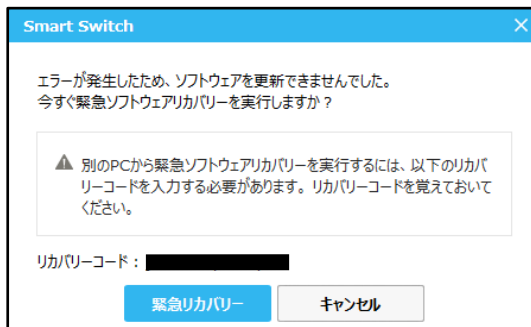 Smart Switch
エラーが発生したため、ソフトウェアを更新できませんでした。
今すぐ緊急ソフトウェアリカバリーを実行しますか？
別のPCから緊急ソフトウェアリカバリーを実行するには、以下のリカバ
リーコードを入力する必要があります。リカバリーコードを覚えておいて
ください。
リカバリーコード：
緊急リカバリー
キャンセル